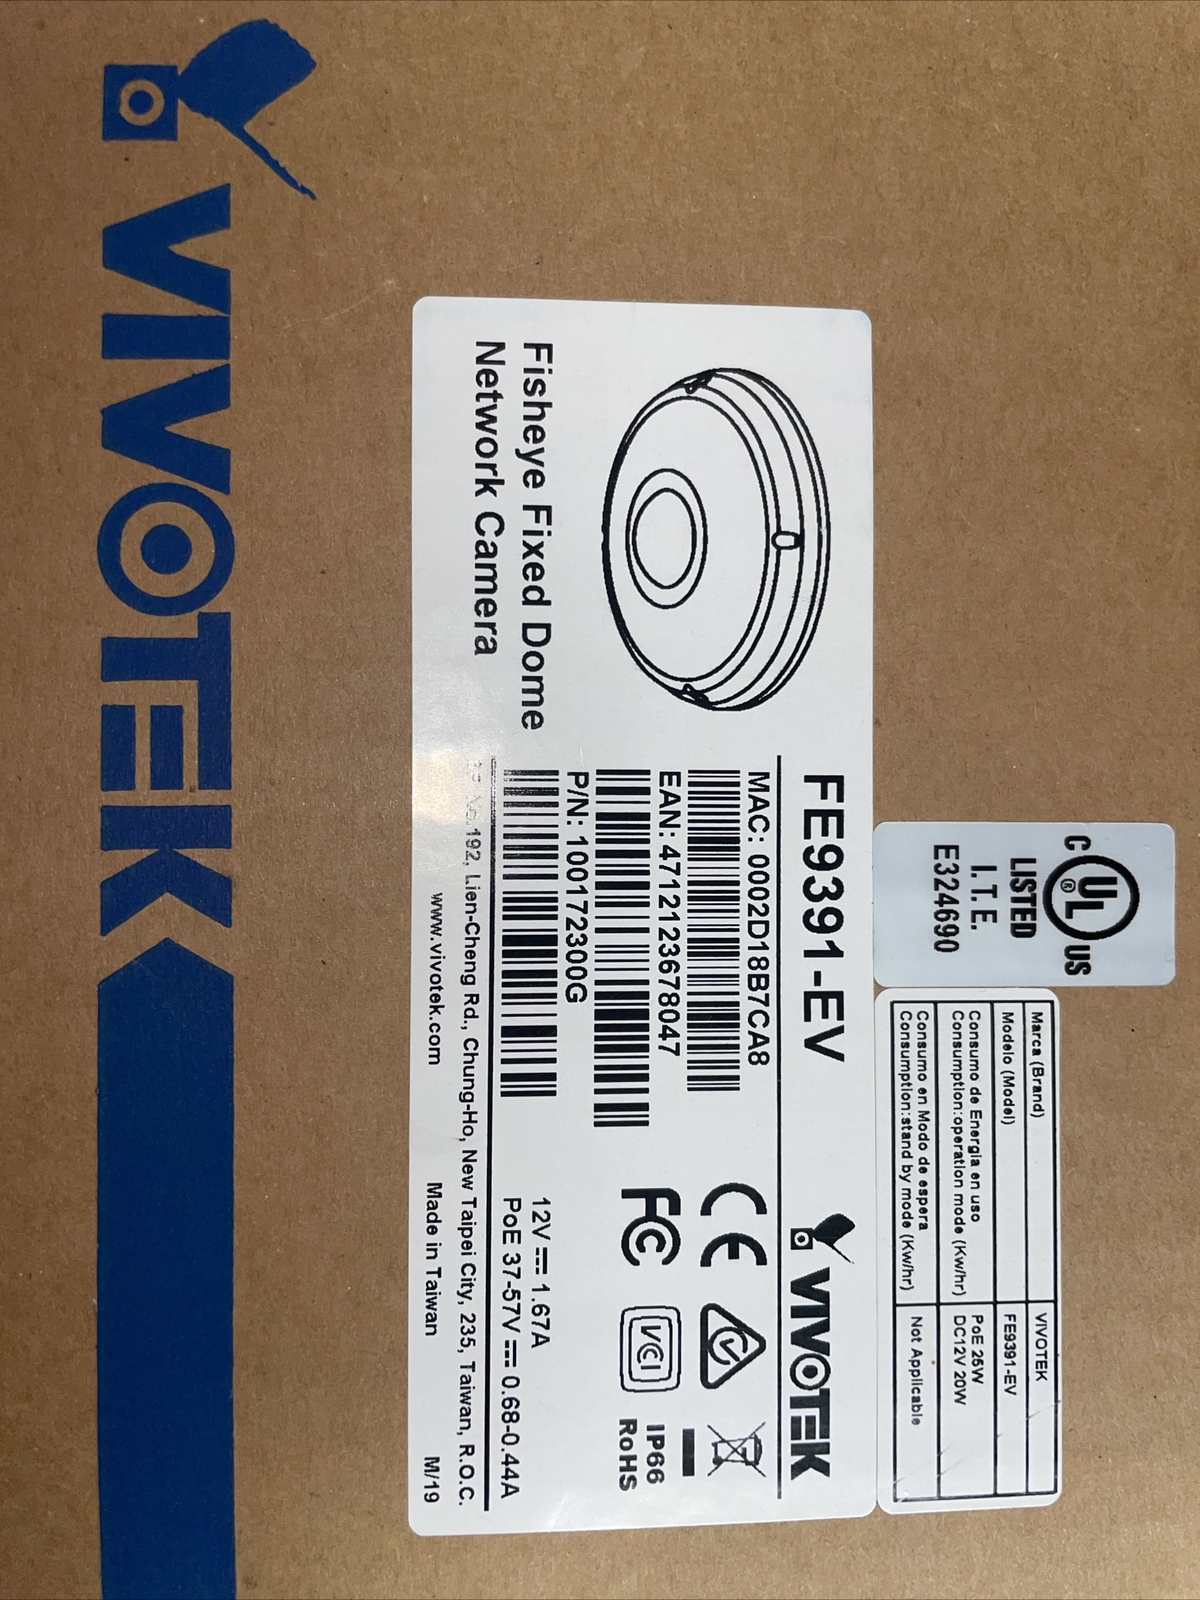 VIVOTEK
Fisheye Fixed Dome
Network Camera
FE9391-EV
VIVOTEK
MAC: 0002D18B7CA8
EAN: 4712123678047
P/N: 100172300G
CE
FC
VCI
IP66
RoHS
12V 1.67A
PoE 37-57V 0.68-0.44A
192, Lien-Cheng Rd., Chung-Ho, New Taipei City, 235, Taiwan, R.O.C.
www.vivotek.com Made in Taiwan M/19
C UL US
®
LISTED
I.T.E.
E324690
Marca (Brand) VIVOTEK
Modelo (Model) FE9391-EV
Consumo de Energia en uso PoE 25W
Consumption:operation mode (Kw/hr) DC12V 20W
Consumo en Modo de espera Not Applicable
Consumption:stand by mode (Kw/hr)